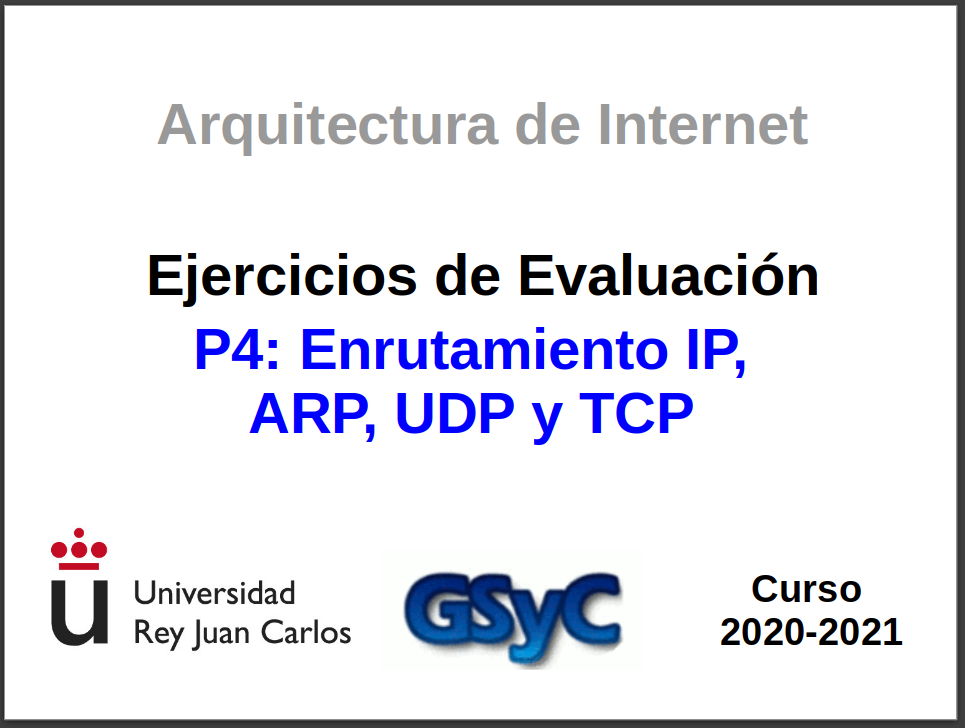 Arquitectura de Internet
Ejercicios de Evaluación
P4: Enrutamiento IP,
ARP, UDP y TCP
u
Universidad
Rey Juan Carlos
GSyC
Curso
2020-2021